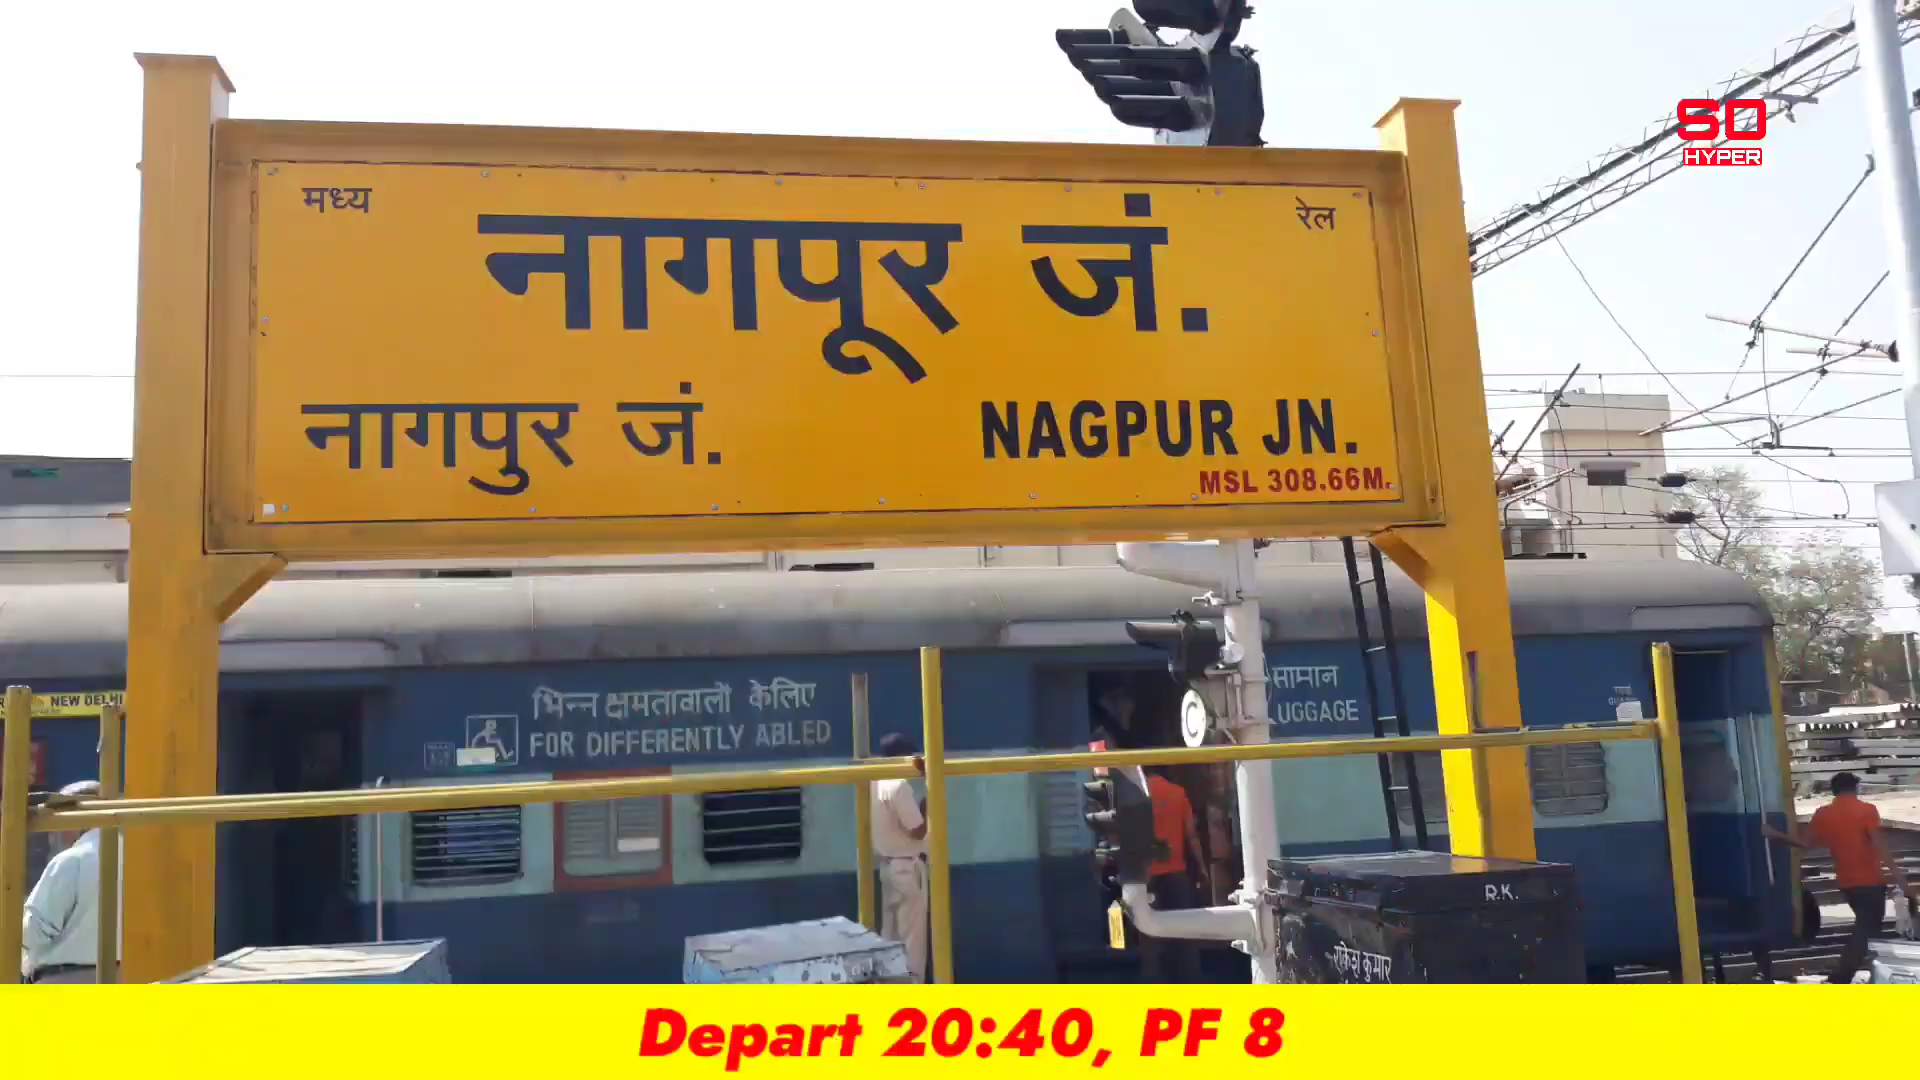 SO
HYPER
मध्य
रेल
नागपूर जं.
नागपुर जं.
NAGPUR JN.
MSL 308.66M.
NEW DELHI
भिन्न क्षमतावालों के लिए
FOR DIFFERENTLY ABLED
सामान
LUGGAGE
C
R.K.
राकेश कुमार
Depart 20:40, PF 8